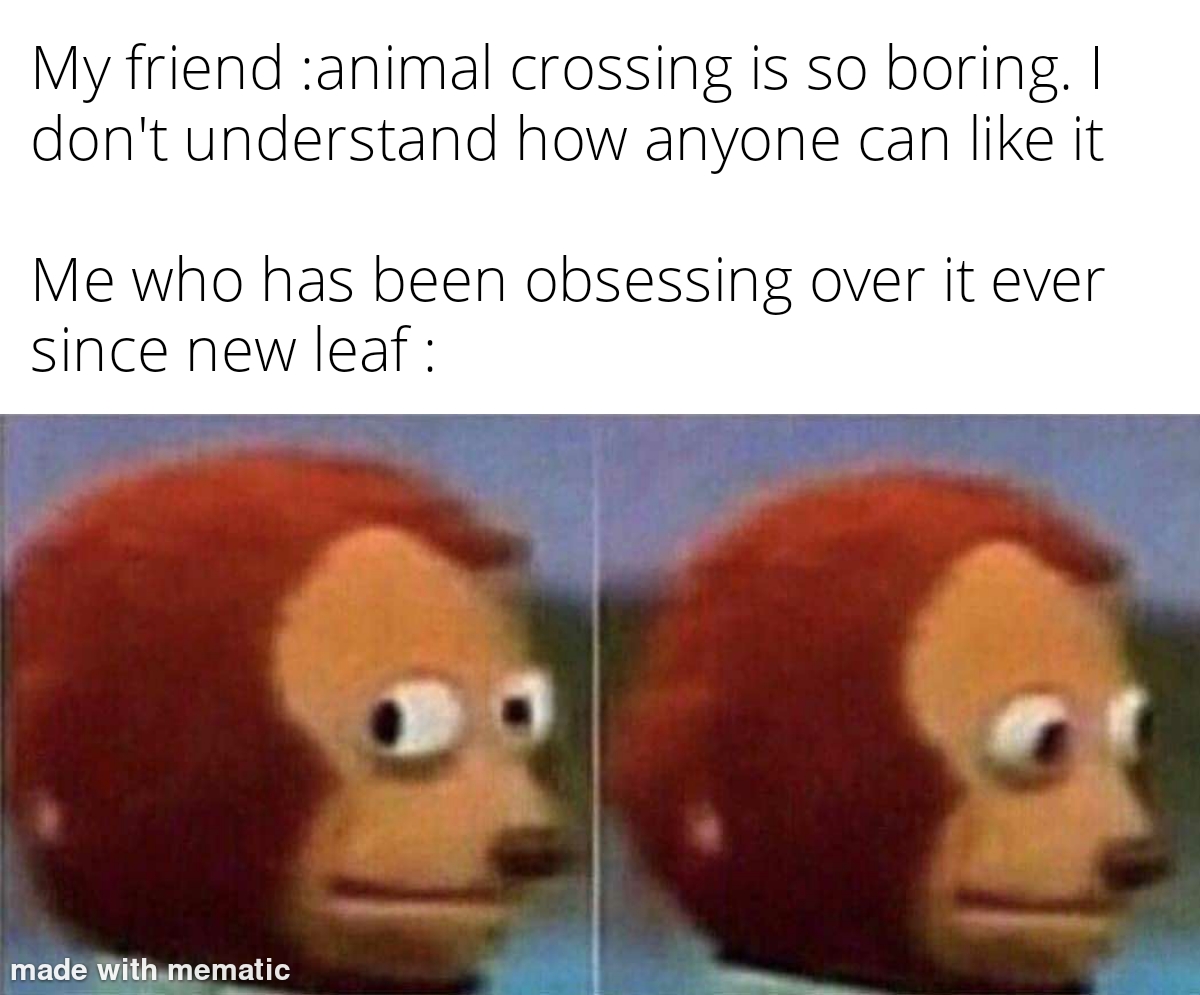 My friend :animal crossing is so boring. I
don't understand how anyone can like it
Me who has been obsessing over it ever
since new leaf :
made with mematic